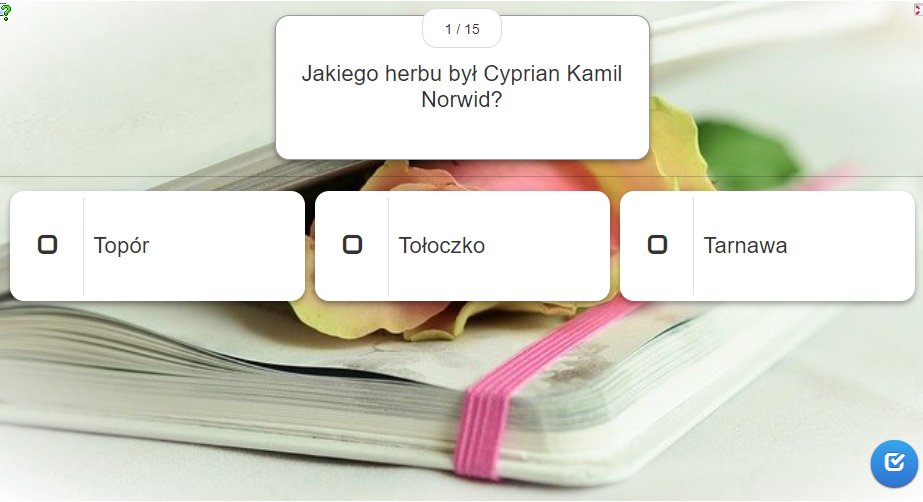 1 / 15
Jakiego herbu był Cyprian Kamil
Norwid?
Topór
Tołoczko
Tarnawa